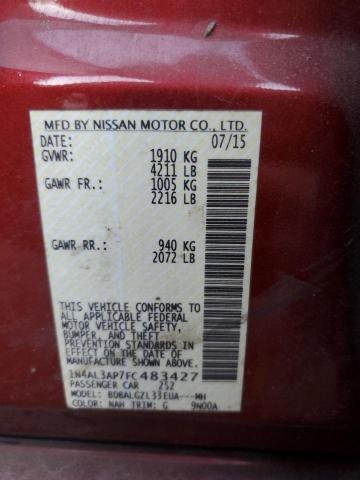 MFD BY NISSAN MOTOR CO., LTD.
DATE: 07/15
GVWR: 1910 KG
4211 LB
GAWR FR.: 1005 KG
2216 LB
GAWR RR.: 940 KG
2072 LB
THIS VEHICLE CONFORMS TO
ALL APPLICABLE FEDERAL
MOTOR VEHICLE SAFETY,
BUMPER, AND THEFT
PREVENTION STANDARDS
IN EFFECT ON THE DATE OF
MANUFACTURE SHOWN ABOVE.
1N4AL3AP7FC483427
PASSENGER CAR 252
MODEL: BDBALGZL33EUA---MH
COLOR: NAH TRIM: G 9N00A